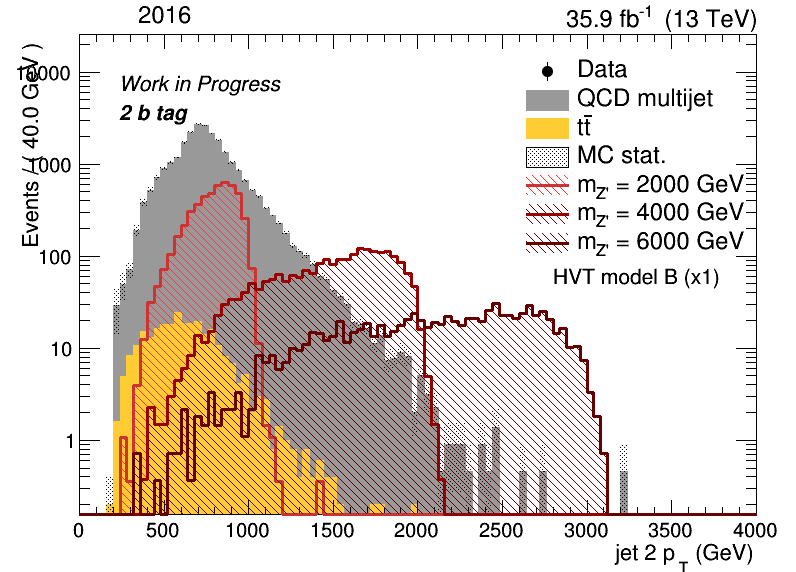 2016
35.9 fb⁻¹ (13 TeV)
Events / ( 40.0 GeV )
Work in Progress
2 b tag
Data
QCD multijet
tt̄
MC stat.
m_Z' = 2000 GeV
m_Z' = 4000 GeV
m_Z' = 6000 GeV
HVT model B (x1)
10000
1000
100
10
1
0 500 1000 1500 2000 2500 3000 3500 4000
jet 2 p_T (GeV)